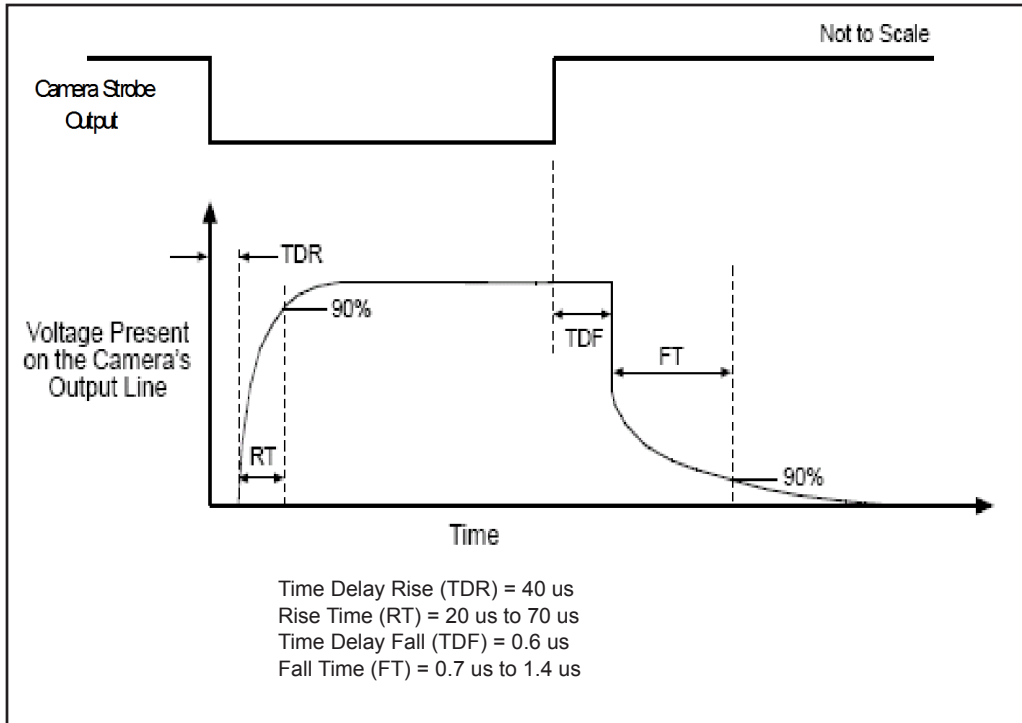 Not to Scale
Camera Strobe
Output
TDR
90%
Voltage Present
on the Camera's
Output Line
TDF
FT
RT
90%
Time
Time Delay Rise (TDR) = 40 us
Rise Time (RT) = 20 us to 70 us
Time Delay Fall (TDF) = 0.6 us
Fall Time (FT) = 0.7 us to 1.4 us